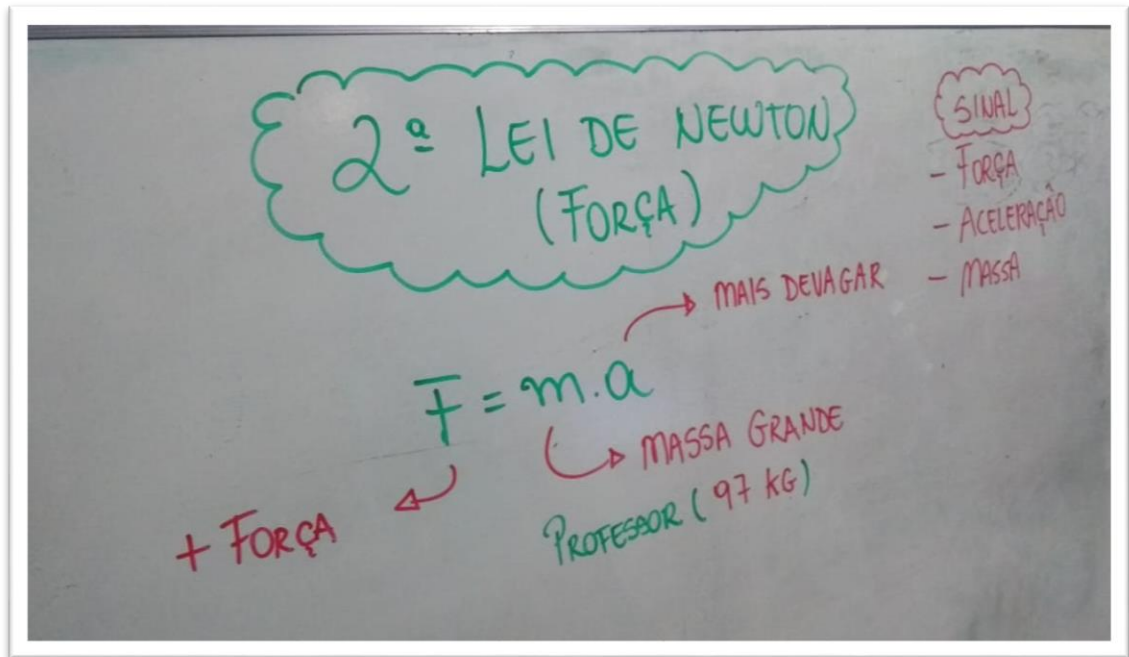 2ª LEI DE NEWTON
(FORÇA)
SINAL
- FORÇA
- ACELERAÇÃO
- MASSA
MAIS DEVAGAR
F = m.a
MASSA GRANDE
PROFESSOR (97 KG)
+ FORÇA